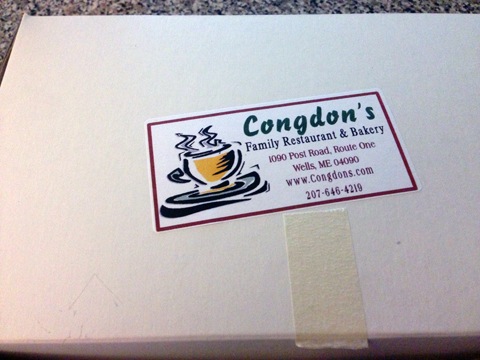 Congdon's
Family Restaurant & Bakery
1090 Post Road, Route One
Wells, ME 04090
www.Congdons.com
207-646-4219